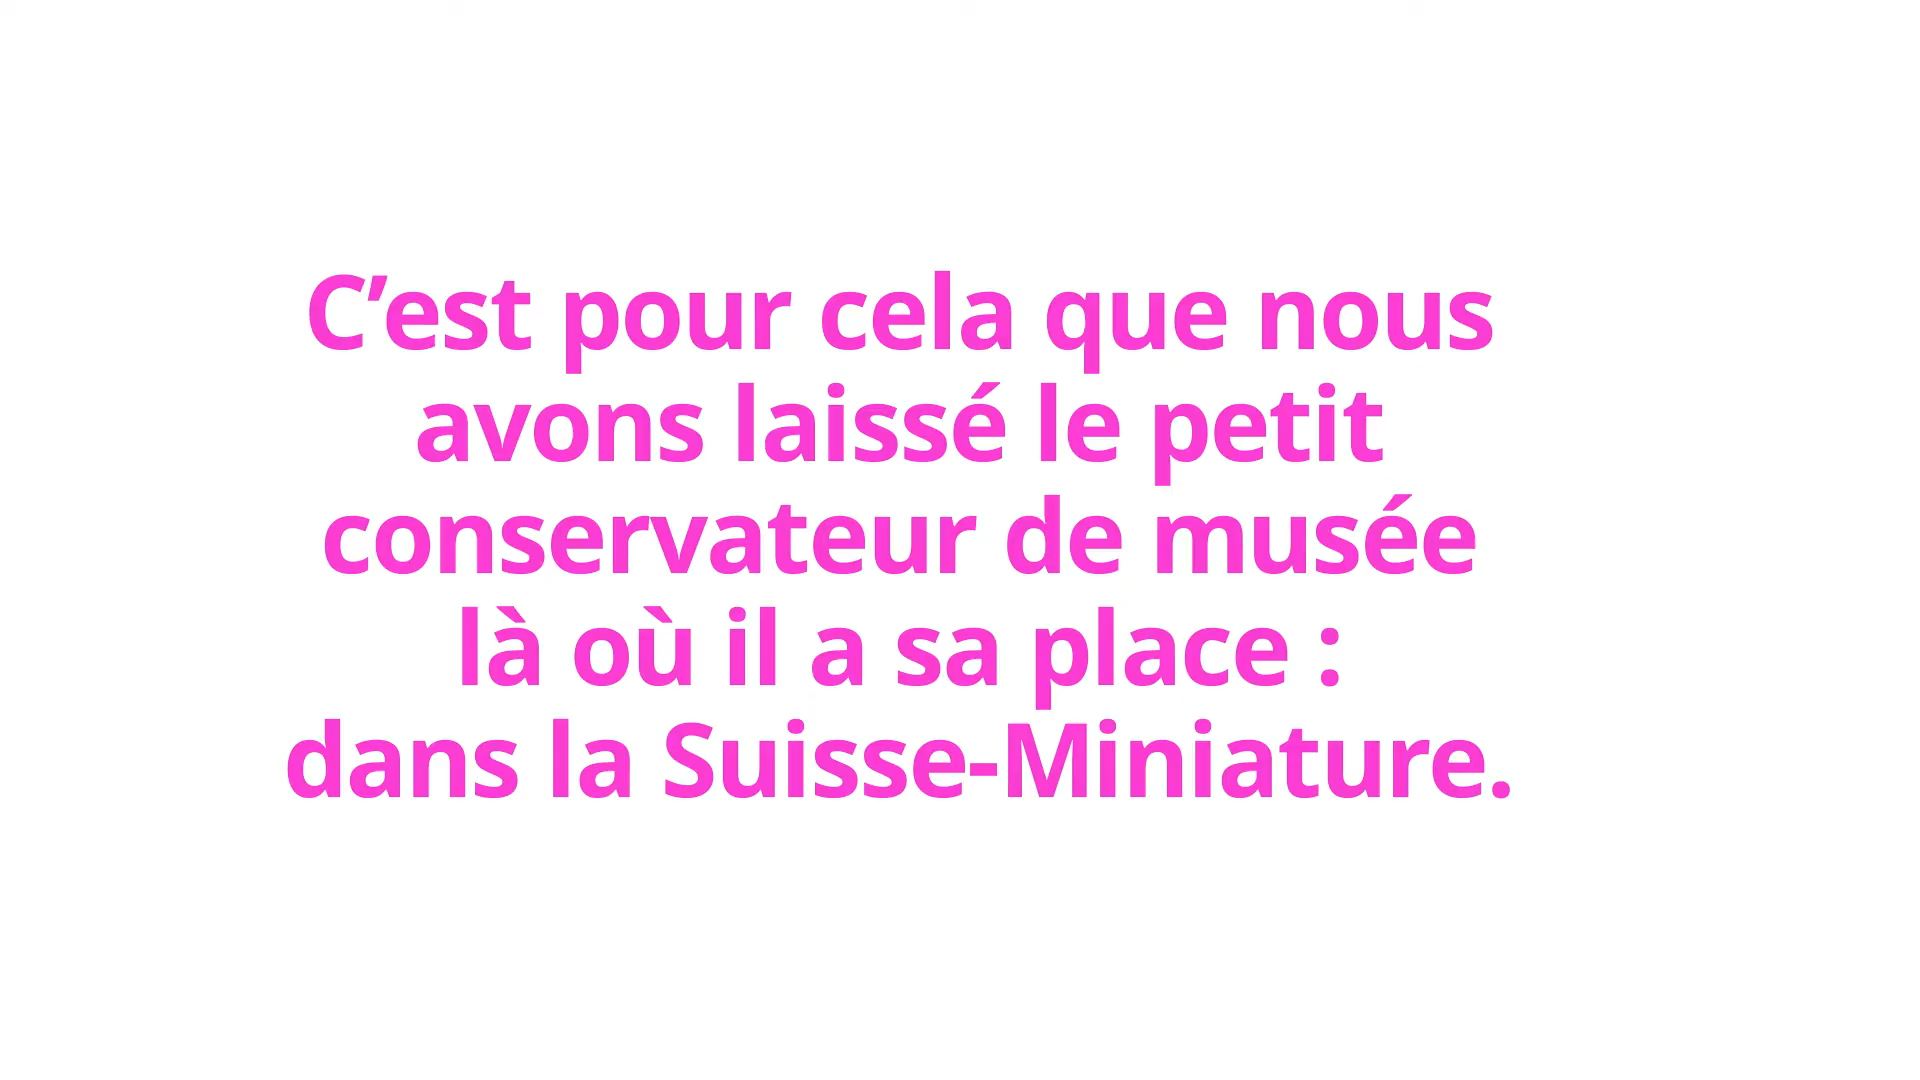 C’est pour cela que nous
avons laissé le petit
conservateur de musée
là où il a sa place :
dans la Suisse-Miniature.